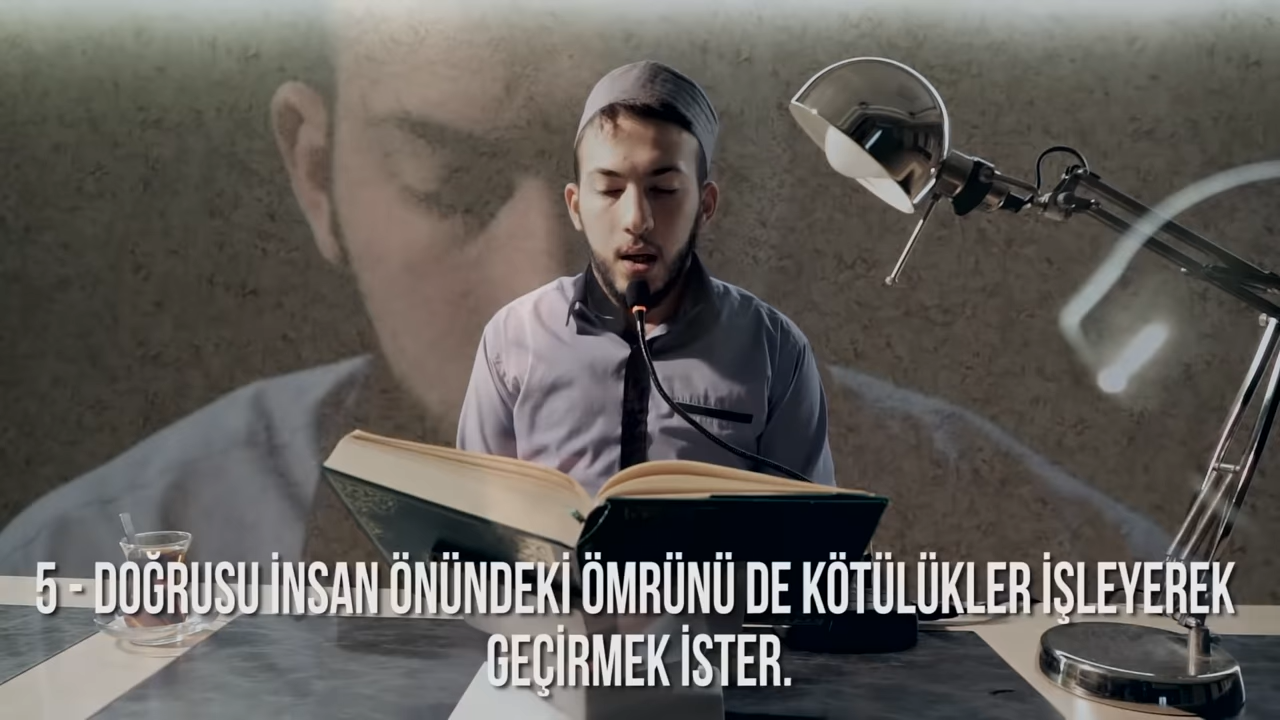 5 - DOĞRUSU İNSAN ÖNÜNDEKİ ÖMRÜNÜ DE KÖTÜLÜKLER İŞLEYEREK
GEÇİRMEK İSTER.